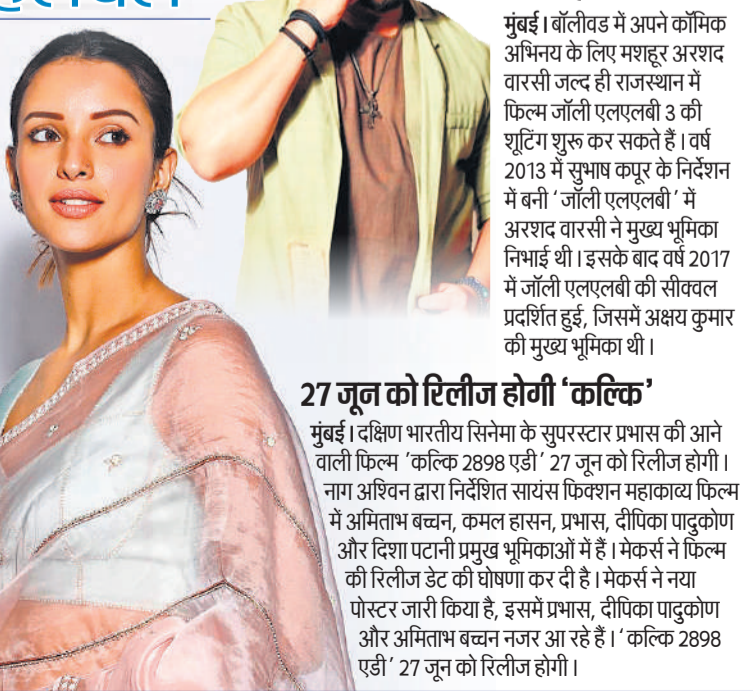 मुंबई । बॉलीवड में अपने कॉमिक
अभिनय के लिए मशहूर अरशद
वारसी जल्द ही राजस्थान में
फिल्म जॉली एलएलबी 3 की
शूटिंग शुरू कर सकते हैं । वर्ष
2013 में सुभाष कपूर के निर्देशन
में बनी ‘ जॉली एलएलबी ’ में
अरशद वारसी ने मुख्य भूमिका
निभाई थी । इसके बाद वर्ष 2017
में जॉली एलएलबी की सीक्वल
प्रदर्शित हुई, जिसमें अक्षय कुमार
की मुख्य भूमिका थी ।
27 जून को रिलीज होगी ‘कल्कि’
मुंबई । दक्षिण भारतीय सिनेमा के सुपरस्टार प्रभास की आने
वाली फिल्म ‘कल्कि 2898 एडी ’ 27 जून को रिलीज होगी ।
नाग अश्विन द्वारा निर्देशित सायंस फिक्शन महाकाव्य फिल्म
में अमिताभ बच्चन, कमल हासन, प्रभास, दीपिका पादुकोण
और दिशा पटानी प्रमुख भूमिकाओं में हैं । मेकर्स ने फिल्म
की रिलीज डेट की घोषणा कर दी है । मेकर्स ने नया
पोस्टर जारी किया है, इसमें प्रभास, दीपिका पादुकोण
और अमिताभ बच्चन नजर आ रहे हैं । ‘ कल्कि 2898
एडी ’ 27 जून को रिलीज होगी ।